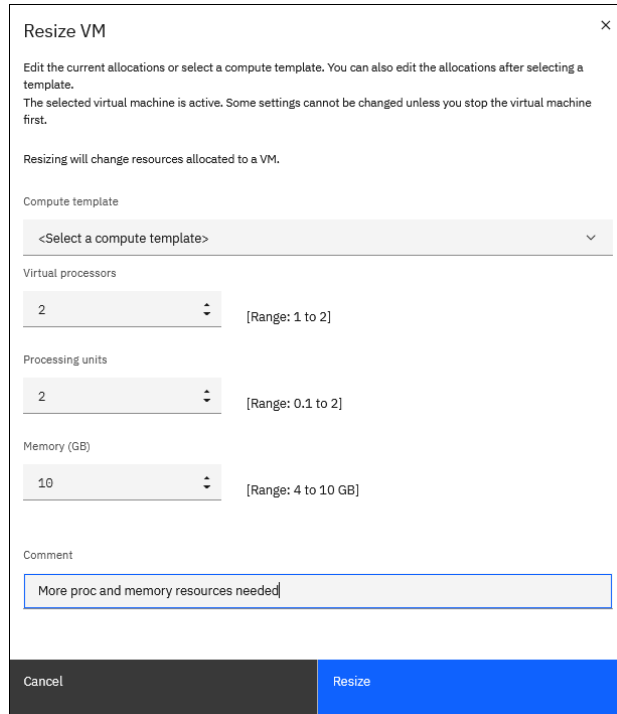 Resize VM
Edit the current allocations or select a compute template. You can also edit the allocations after selecting a
template.
The selected virtual machine is active. Some settings cannot be changed unless you stop the virtual machine
first.
Resizing will change resources allocated to a VM.
Compute template
<Select a compute template>
Virtual processors
2
[Range: 1 to 2]
Processing units
2
[Range: 0.1 to 2]
Memory (GB)
10
[Range: 4 to 10 GB]
Comment
More proc and memory resources needed
Cancel
Resize